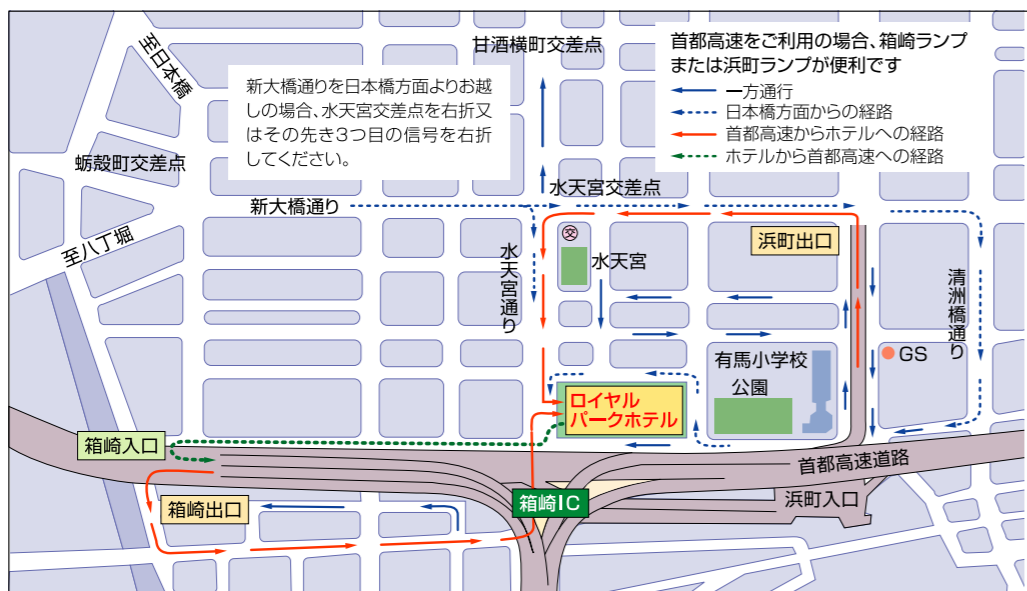 甘酒横町交差点
至日本橋
新大橋通りを日本橋方面よりお越
しの場合、水天宮交差点を右折又
はその先き3つ目の信号を右折
してください。
首都高速をご利用の場合、箱崎ランプ
または浜町ランプが便利です
一方通行
日本橋方面からの経路
首都高速からホテルへの経路
ホテルから首都高速への経路
蛎殻町交差点
新大橋通り
水天宮交差点
至八丁堀
水天宮通り
交
水天宮
浜町出口
清洲橋通り
GS
有馬小学校
公園
ロイヤル
パークホテル
箱崎入口
首都高速道路
箱崎IC
浜町入口
箱崎出口